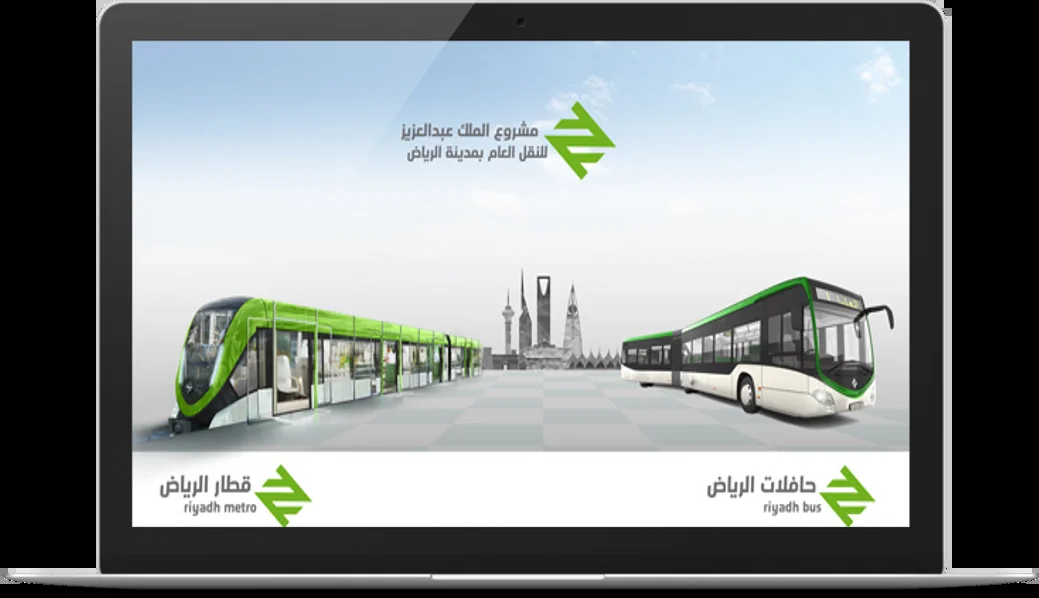 مشروع الملك عبدالعزيز
للنقل العام بمدينة الرياض
حافلات الرياض
riyadh bus
قطار الرياض
riyadh metro